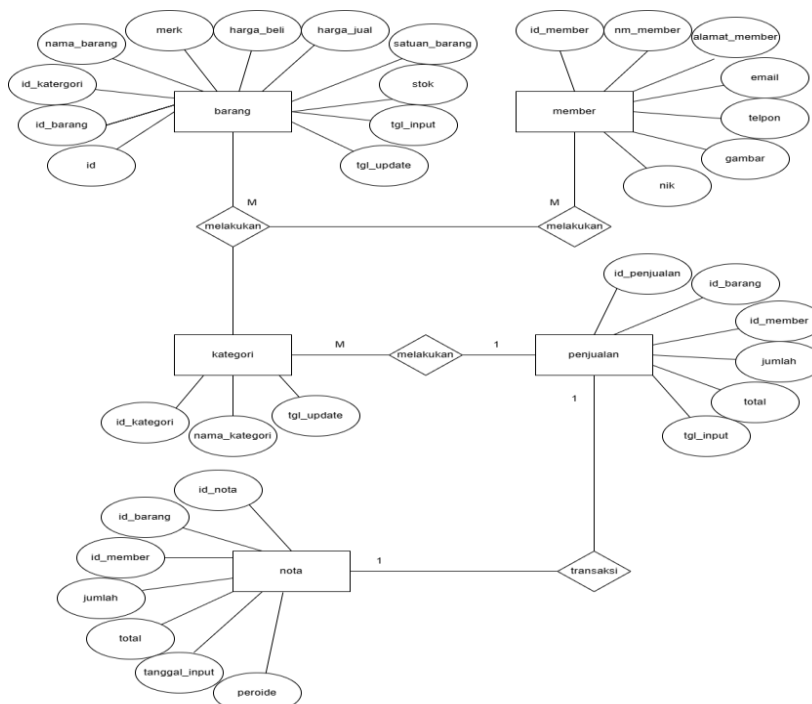 merk
harga_beli
harga_jual
nama_barang
satuan_barang
id_katergori
stok
id_barang
barang
tgl_input
id
tgl_update
id_member
nm_member
alamat_member
email
member
telpon
gambar
nik
M
M
melakukan
melakukan
id_penjualan
id_barang
id_member
kategori
M
melakukan
1
penjualan
jumlah
total
1
tgl_input
id_kategori
nama_kategori
tgl_update
id_nota
id_barang
id_member
nota
1
transaksi
jumlah
total
tanggal_input
peroide